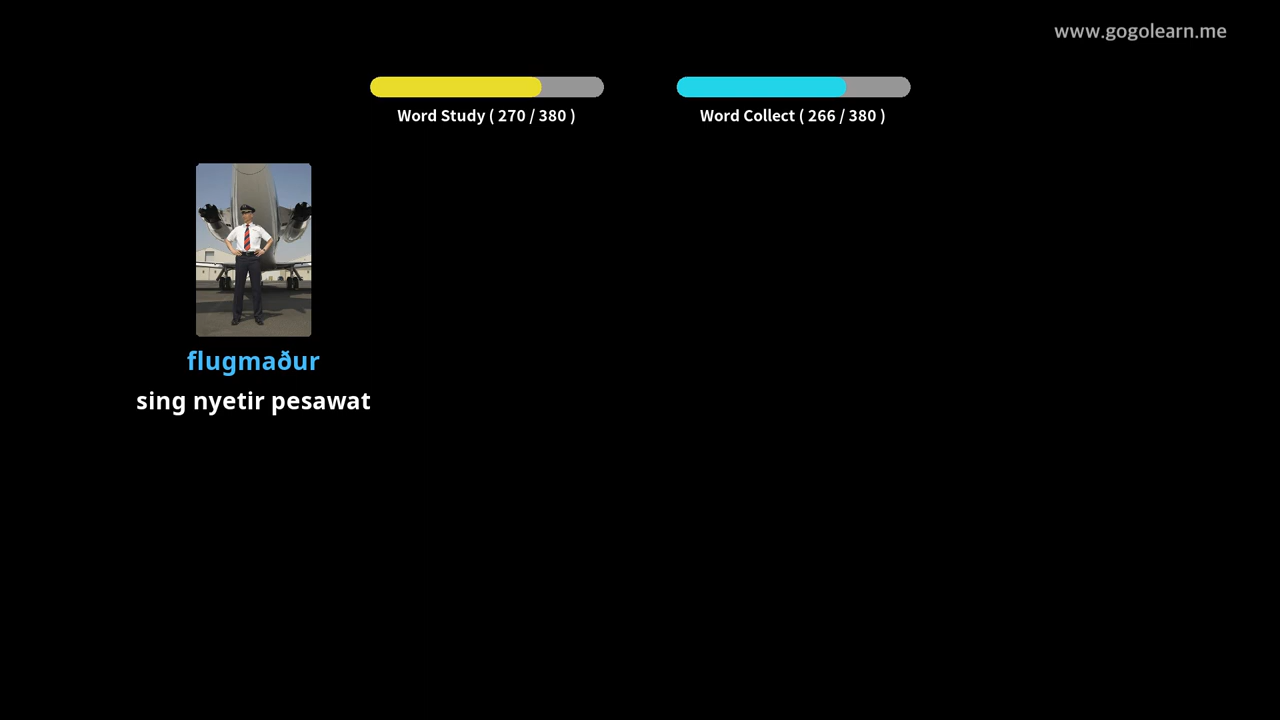 www.gogolearn.me
Word Study ( 270 / 380 )
Word Collect ( 266 / 380 )
flugmaður
sing nyetir pesawat